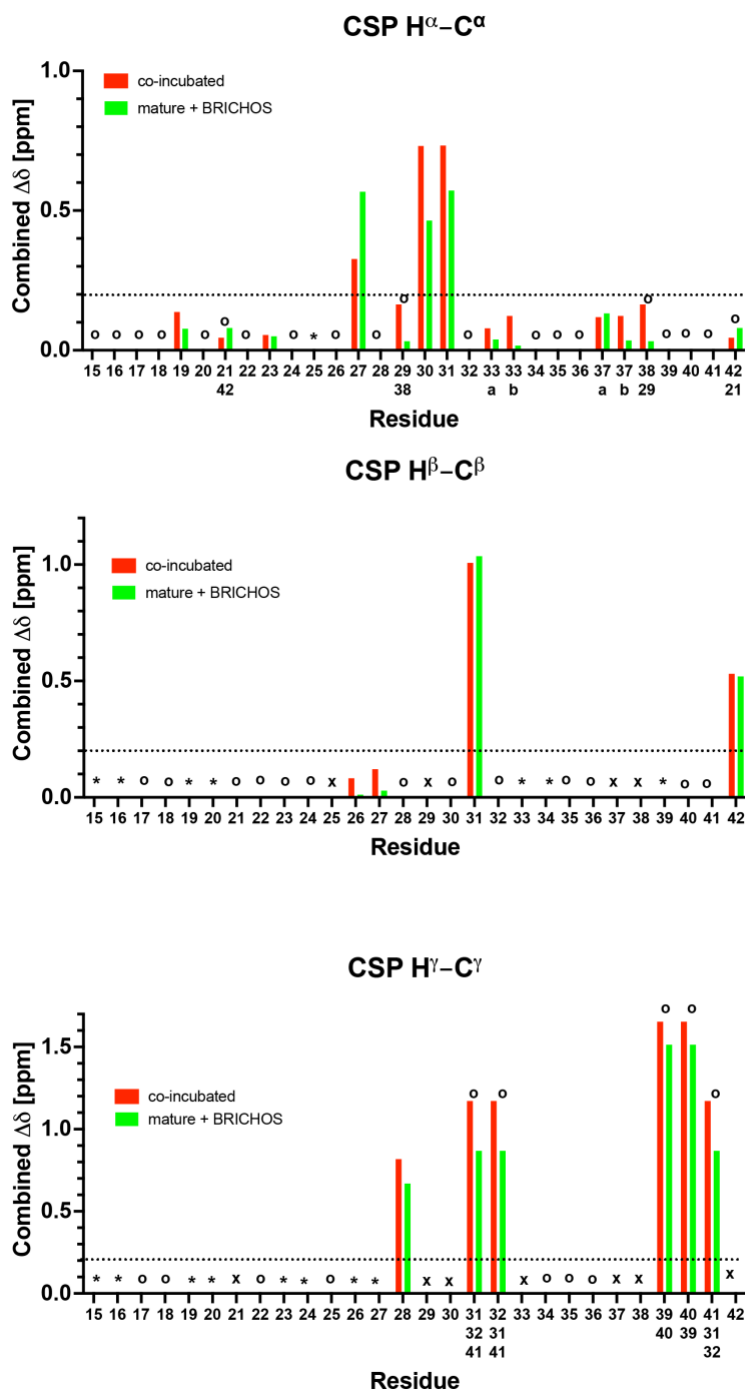 CSP Hα–Cα
1.0
co-incubated
mature + BRICHOS
Combined Δδ [ppm]
0.5
o o o o o o o o * o o o o o o o o o o o o
0.0
15 16 17 18 19 20 21 22 23 24 25 26 27 28 29 30 31 32 33 33 34 35 36 37 37 38 39 40 41 42
42 38 a b a b 29 21
Residue
CSP Hβ–Cβ
1.0
co-incubated
mature + BRICHOS
Combined Δδ [ppm]
0.5
* * o o * * o o o o x o x o o * * o o x x * o o
0.0
15 16 17 18 19 20 21 22 23 24 25 26 27 28 29 30 31 32 33 34 35 36 37 38 39 40 41 42
Residue
CSP Hγ–Cγ
o o
1.5
co-incubated
mature + BRICHOS
o o o
Combined Δδ [ppm]
1.0
0.5
* * o o * * x o * * o * * x x x o o o x x x
0.0
15 16 17 18 19 20 21 22 23 24 25 26 27 28 29 30 31 32 33 34 35 36 37 38 39 40 41 42
32 31 40 39 31
41 41 32
Residue